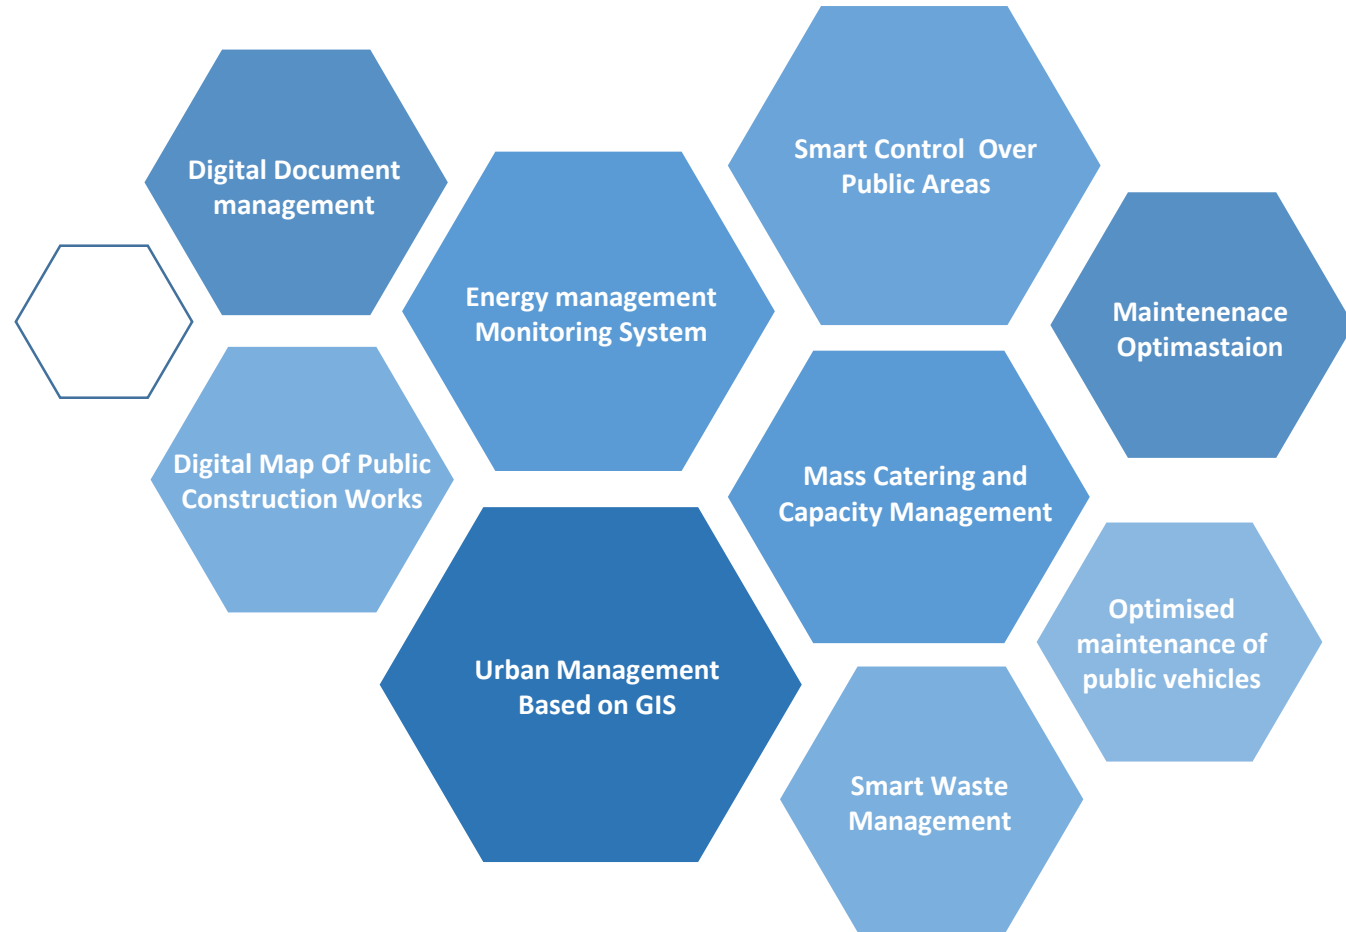 Digital Document
management
Smart Control  Over
Public Areas
Energy management
Monitoring System
Maintenenace
Optimastaion
Digital Map Of Public
Construction Works
Mass Catering and
Capacity Management
Optimised
maintenance of
public vehicles
Urban Management
Based on GIS
Smart Waste
Management